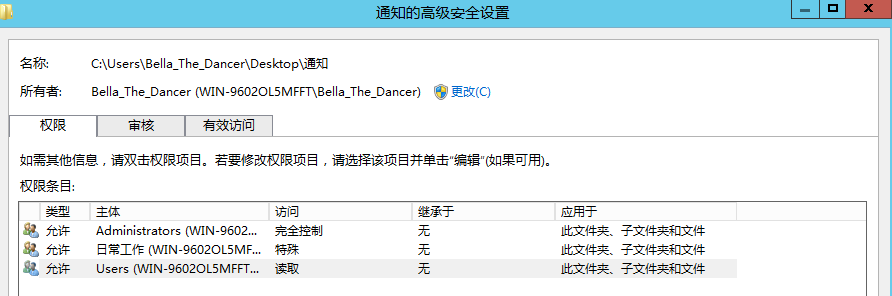 通知的高级安全设置
名称: C:\Users\Bella_The_Dancer\Desktop\通知
所有者: Bella_The_Dancer (WIN-9602OL5MFFT\Bella_The_Dancer) 更改(C)
权限 审核 有效访问
如需其他信息，请双击权限项目。若要修改权限项目，请选择该项目并单击“编辑”(如果可用)。
权限条目:
类型 主体 访问 继承于 应用于
允许 Administrators (WIN-9602... 完全控制 无 此文件夹、子文件夹和文件
允许 日常工作 (WIN-9602OL5MF... 特殊 无 此文件夹、子文件夹和文件
允许 Users (WIN-9602OL5MFFT... 读取 无 此文件夹、子文件夹和文件